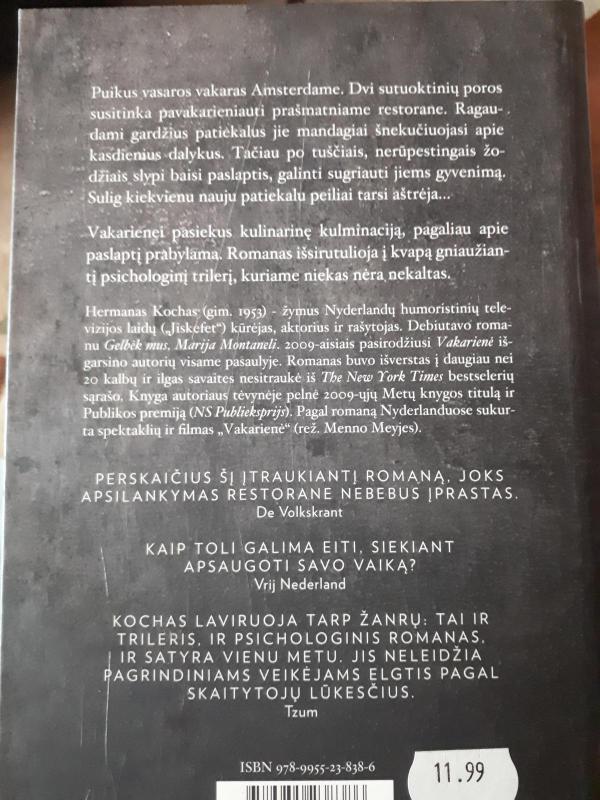 Puikus vasaros vakaras Amsterdame. Dvi sutuoktinių poros
susitinka pavakarieniauti prašmatniame restorane. Ragau-
dami gardžius patiekalus jie mandagiai šnekučiuojasi apie
kasdienius dalykus. Tačiau po tuščiais, nerūpestingais žo-
džiais slypi baisi paslaptis, galinti sugriauti jiems gyvenimą.
Sulig kiekvienu nauju patiekalu peiliai tarsi aštrėja...
Vakarienei pasiekus kulinarinę kulminaciją, pagaliau apie
paslaptį prabylama. Romanas išsirutulioja į kvapą gniaužian-
tį psichologinį trilerį, kuriame niekas nėra nekaltas.
Hermanas Kochas (gim. 1953) - žymus Nyderlandų humoristinių tele-
vizijos laidų („Jiskefet“) kūrėjas, aktorius ir rašytojas. Debiutavo roma-
nu Gelbėk mus, Marija Montaneli. 2009-aisiais pasirodžiusi Vakarienė iš-
garsino autorių visame pasaulyje. Romanas buvo išverstas į daugiau nei
20 kalbų ir ilgas savaites nesitraukė iš The New York Times bestselerių
sąrašo. Knyga autoriaus tėvynėje pelnė 2009-ųjų Metų knygos titulą ir
Publikos premiją (NS Publieksprijs). Pagal romaną Nyderlanduose sukur-
ta spektaklių ir filmas „Vakarienė“ (rež. Menno Meyjes).
PERSKAIČIUS ŠĮ ĮTRAUKIANTĮ ROMANĄ, JOKS
APSILANKYMAS RESTORANE NEBEBUS ĮPRASTAS.
De Volkskrant
KAIP TOLI GALIMA EITI, SIEKIANT
APSAUGOTI SAVO VAIKĄ?
Vrij Nederland
KOCHAS LAVIRUOJA TARP ŽANRŲ: TAI IR
TRILERIS, IR PSICHOLOGINIS ROMANAS,
IR SATYRA VIENU METU. JIS NELEIDŽIA
PAGRINDINIAMS VEIKĖJAMS ELGTIS PAGAL
SKAITYTOJŲ LŪKESČIUS.
Tzum
ISBN 978-9955-23-838-6
11.99